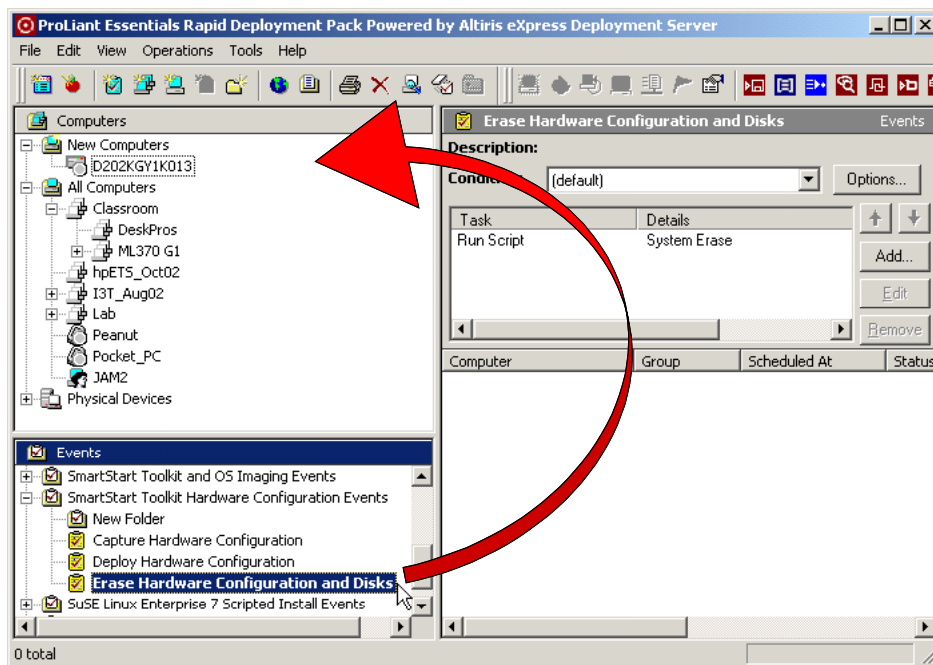 ProLiant Essentials Rapid Deployment Pack Powered by Altiris eXpress Deployment Server
File Edit View Operations Tools Help
Computers
New Computers
D202KGY1K013
All Computers
Classroom
DeskPros
ML370 G1
hpETS_Oct02
I3T_Aug02
Lab
Peanut
Pocket_PC
JAM2
Physical Devices
Events
SmartStart Toolkit and OS Imaging Events
SmartStart Toolkit Hardware Configuration Events
New Folder
Capture Hardware Configuration
Deploy Hardware Configuration
Erase Hardware Configuration and Disks
SuSE Linux Enterprise 7 Scripted Install Events
0 total
Erase Hardware Configuration and Disks Events
Description:
(default) Options...
Task Details
Run Script System Erase
Add...
Edit
Remove
Computer Group Scheduled At Status